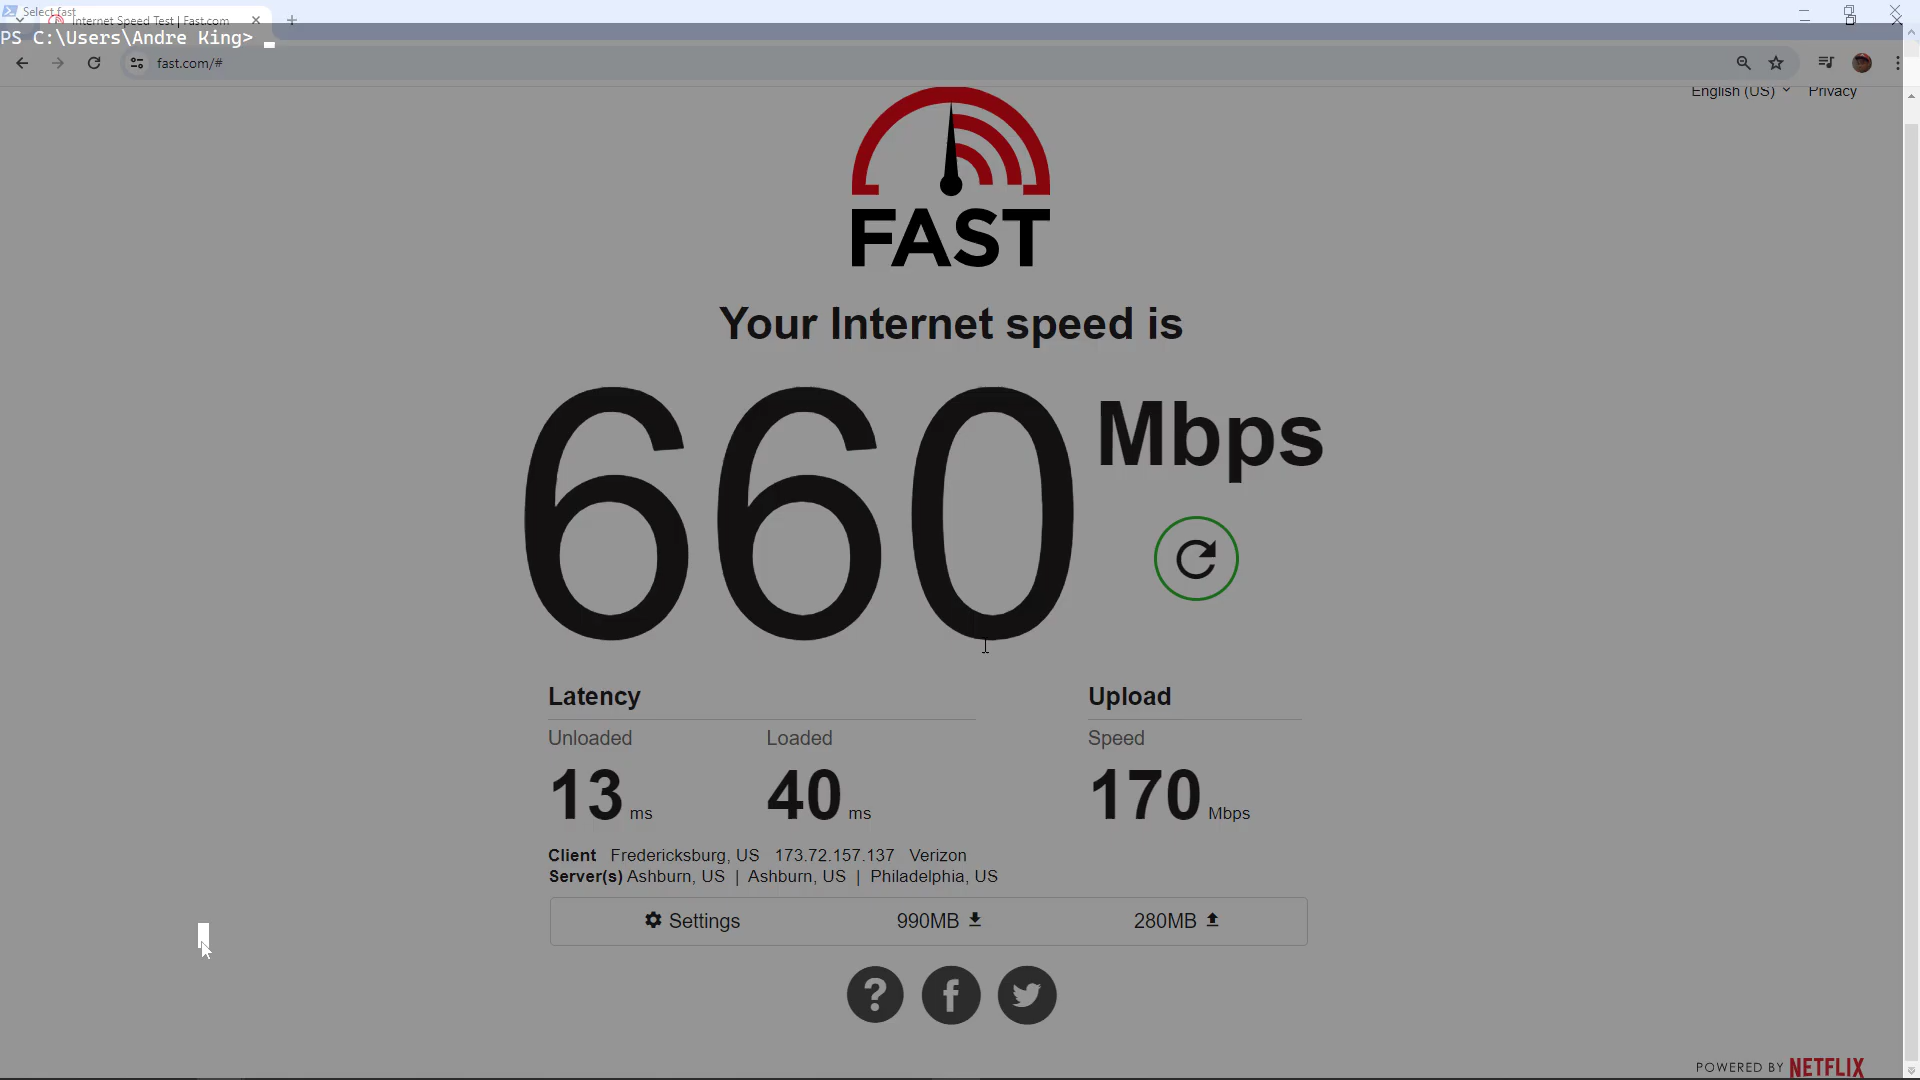 Select fast
Internet Speed Test | Fast.com
PS C:\Users\Andre King>
fast.com/#
English (US) Privacy
FAST
Your Internet speed is
660 Mbps
Latency Upload
Unloaded Loaded Speed
13 ms 40 ms 170 Mbps
Client Fredericksburg, US 173.72.157.137 Verizon
Server(s) Ashburn, US | Ashburn, US | Philadelphia, US
Settings 990MB 280MB
POWERED BY NETFLIX